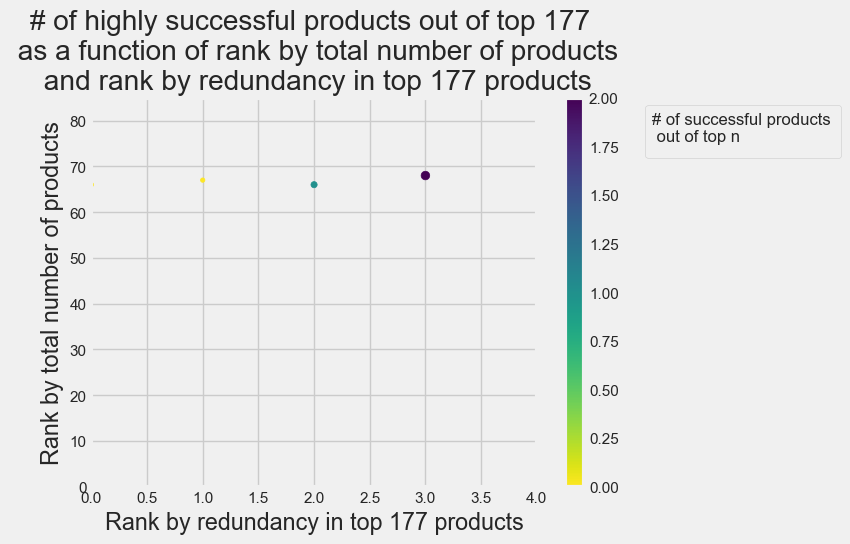 # of highly successful products out of top 177
as a function of rank by total number of products
and rank by redundancy in top 177 products
Rank by total number of products
80
70
60
50
40
30
20
10
0
0.0 0.5 1.0 1.5 2.0 2.5 3.0 3.5 4.0
Rank by redundancy in top 177 products
2.00
1.75
1.50
1.25
1.00
0.75
0.50
0.25
0.00
# of successful products
out of top n